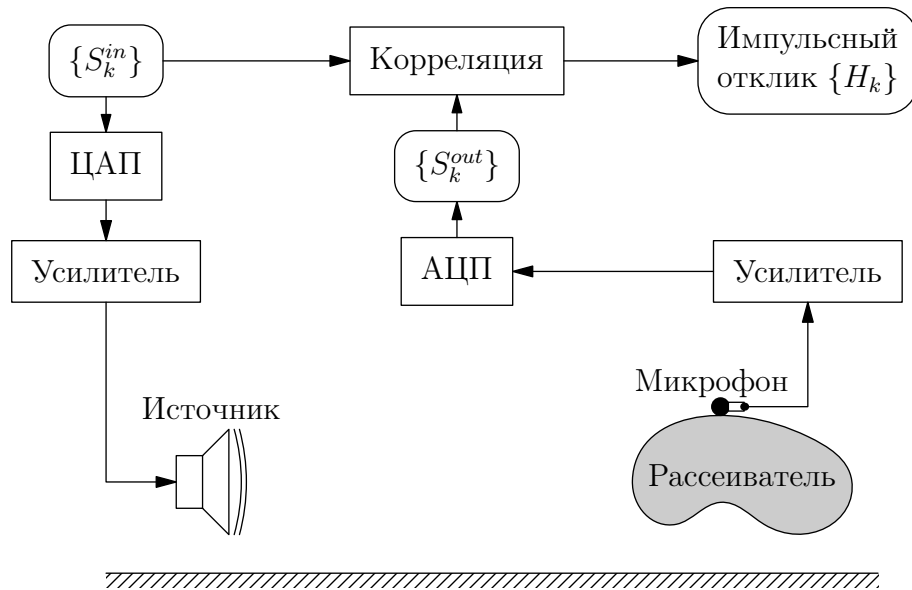 {S_k^{in}}
Корреляция
Импульсный
отклик {H_k}
ЦАП
{S_k^{out}}
Усилитель
АЦП
Усилитель
Микрофон
Источник
Рассеиватель